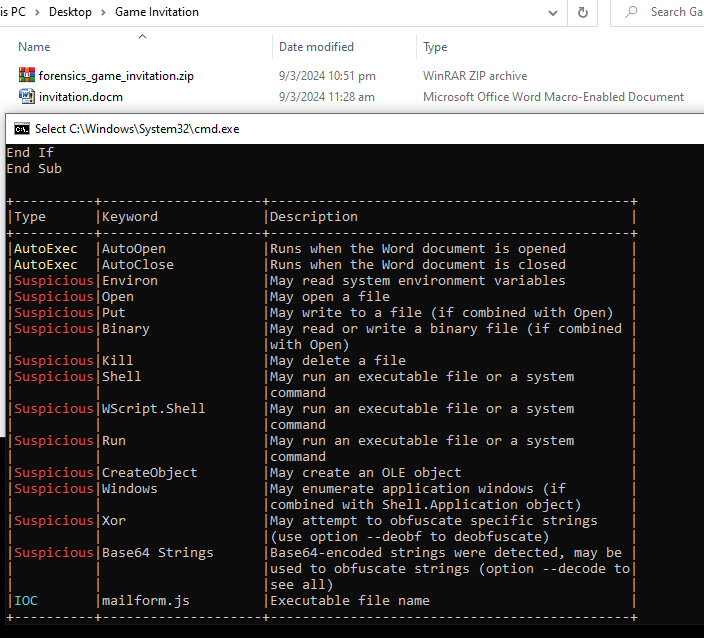 is PC > Desktop > Game Invitation
Search Ga
Name Date modified Type
forensics_game_invitation.zip 9/3/2024 10:51 pm WinRAR ZIP archive
invitation.docm 9/3/2024 11:28 am Microsoft Office Word Macro-Enabled Document
Select C:\Windows\System32\cmd.exe
End If
End Sub
+----------+--------------------+---------------------------------------------+
|Type      |Keyword             |Description                                  |
+----------+--------------------+---------------------------------------------+
|AutoExec  |AutoOpen            |Runs when the Word document is opened        |
|AutoExec  |AutoClose           |Runs when the Word document is closed        |
|Suspicious|Environ             |May read system environment variables        |
|Suspicious|Open                |May open a file                              |
|Suspicious|Put                 |May write to a file (if combined with Open)  |
|Suspicious|Binary              |May read or write a binary file (if combined |
|          |                    |with Open)                                   |
|Suspicious|Kill                |May delete a file                            |
|Suspicious|Shell               |May run an executable file or a system       |
|          |                    |command                                      |
|Suspicious|WScript.Shell       |May run an executable file or a system       |
|          |                    |command                                      |
|Suspicious|Run                 |May run an executable file or a system       |
|          |                    |command                                      |
|Suspicious|CreateObject        |May create an OLE object                     |
|Suspicious|Windows             |May enumerate application windows (if        |
|          |                    |combined with Shell.Application object)      |
|Suspicious|Xor                 |May attempt to obfuscate specific strings    |
|          |                    |(use option --deobf to deobfuscate)          |
|Suspicious|Base64 Strings      |Base64-encoded strings were detected, may be |
|          |                    |used to obfuscate strings (option --decode to|
|          |                    |see all)                                     |
|IOC       |mailform.js         |Executable file name                         |
+----------+--------------------+---------------------------------------------+